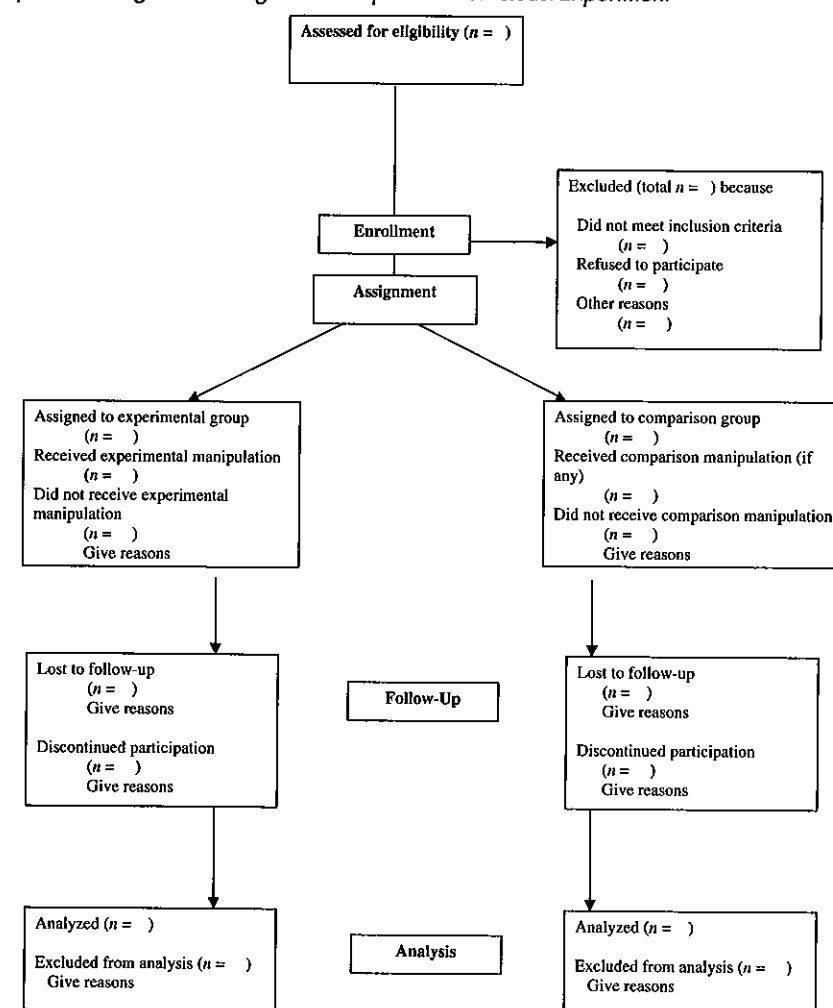 Assessed for eligibility (n = )
Excluded (total n = ) because
Did not meet inclusion criteria
(n = )
Refused to participate
(n = )
Other reasons
(n = )
Enrollment
Assignment
Assigned to experimental group
(n = )
Received experimental manipulation
(n = )
Did not receive experimental
manipulation
(n = )
Give reasons
Assigned to comparison group
(n = )
Received comparison manipulation (if
any)
(n = )
Did not receive comparison manipulation
(n = )
Give reasons
Lost to follow-up
(n = )
Give reasons
Discontinued participation
(n = )
Give reasons
Follow-Up
Lost to follow-up
(n = )
Give reasons
Discontinued participation
(n = )
Give reasons
Analyzed (n = )
Excluded from analysis (n = )
Give reasons
Analysis
Analyzed (n = )
Excluded from analysis (n = )
Give reasons